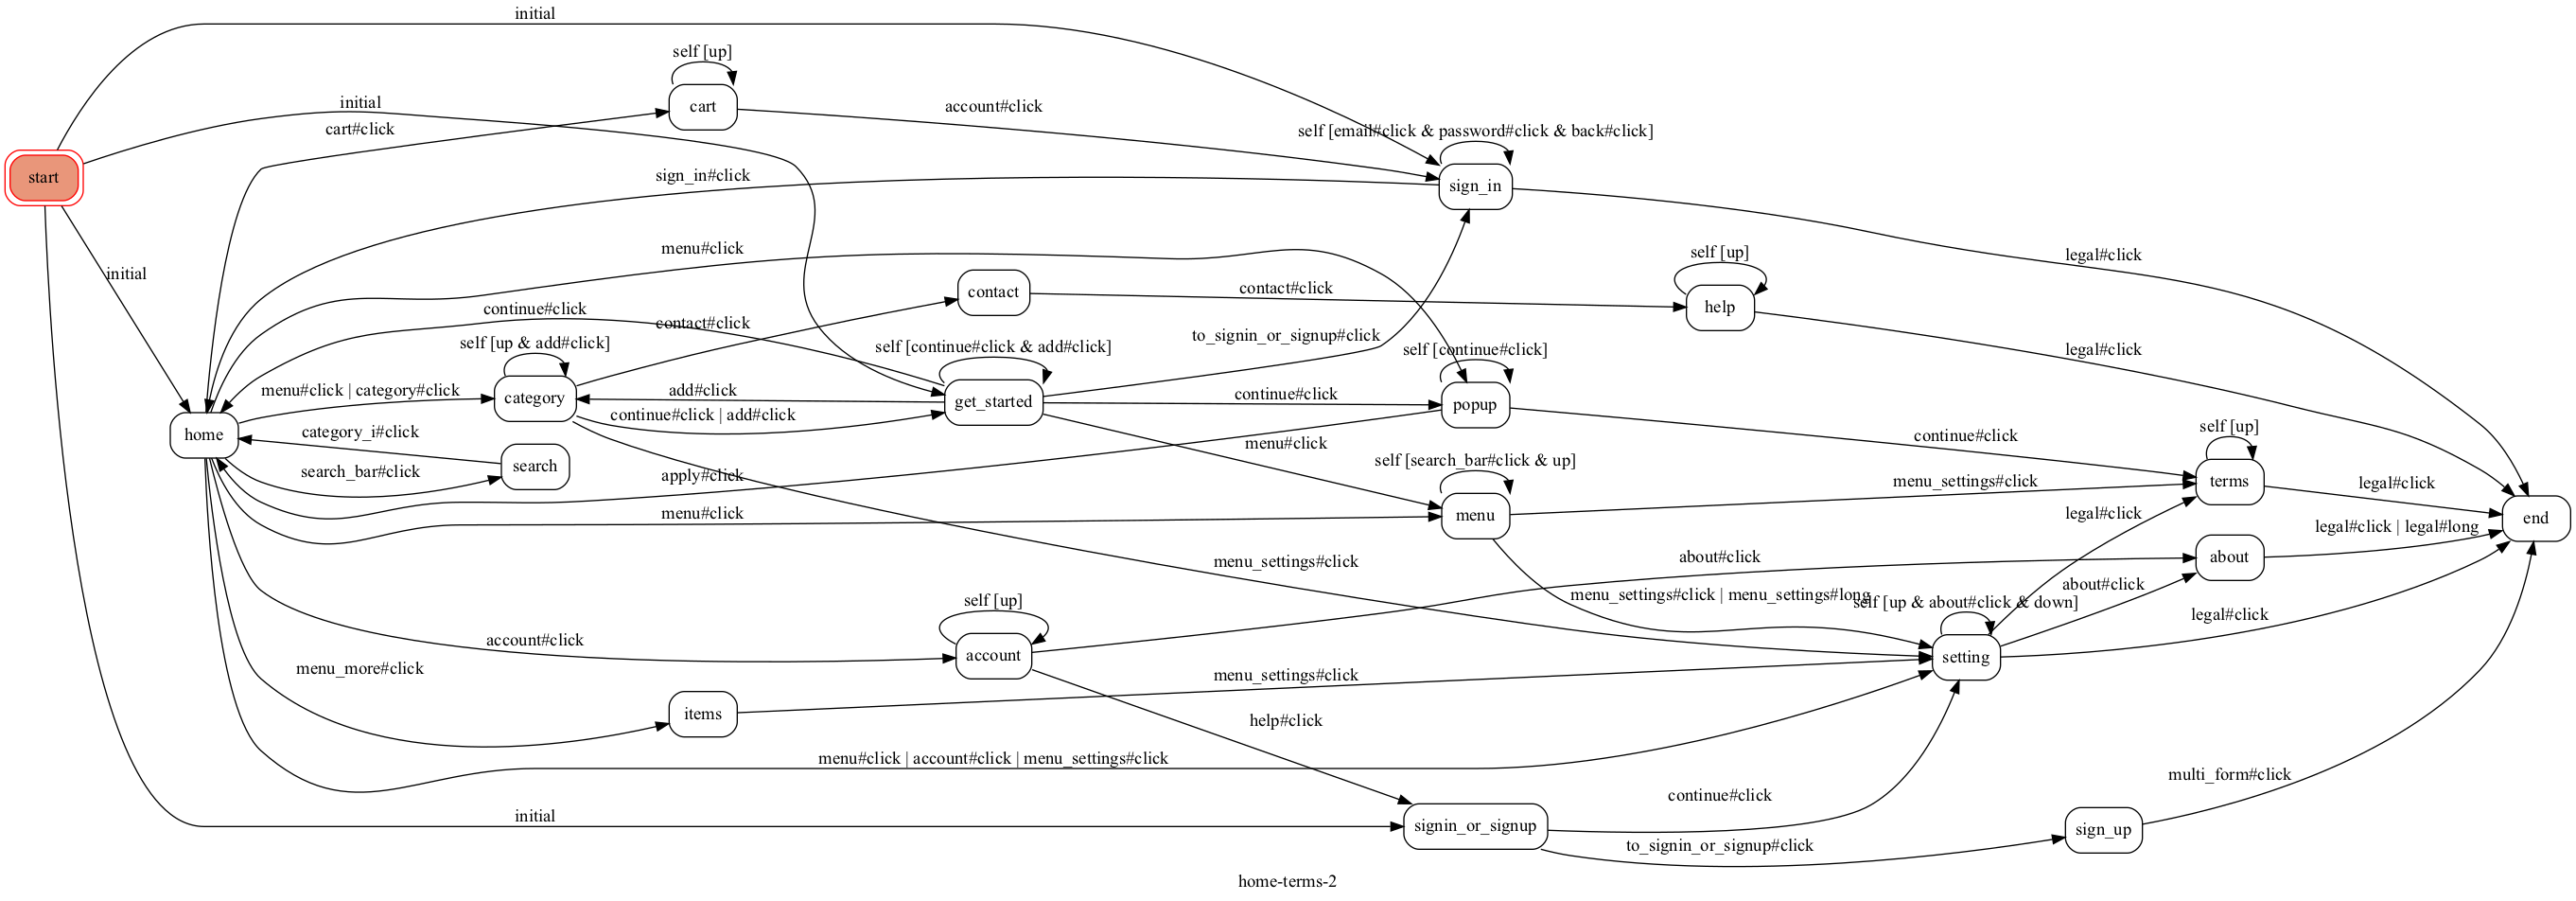 initial
self [up]
cart
account#click
initial
cart#click
self [email#click & password#click & back#click]
start
sign_in#click
sign_in
menu#click
legal#click
self [up]
initial
contact
contact#click
help
continue#click
contact#click
to_signin_or_signup#click
self [up & add#click]
self [continue#click & add#click]
self [continue#click]
legal#click
menu#click | category#click
category
add#click
get_started
continue#click
popup
continue#click | add#click
home
category_i#click
menu#click
continue#click
self [up]
search_bar#click
search
apply#click
self [search_bar#click & up]
menu_settings#click
terms
legal#click
menu#click
menu
legal#click
end
legal#click | legal#long
menu_settings#click
about#click
about
about#click
self [up]
menu_settings#click | menu_settings#long
self [up & about#click & down]
legal#click
account#click
account
setting
menu_more#click
menu_settings#click
items
help#click
menu#click | account#click | menu_settings#click
multi_form#click
continue#click
initial
signin_or_signup
sign_up
to_signin_or_signup#click
home-terms-2